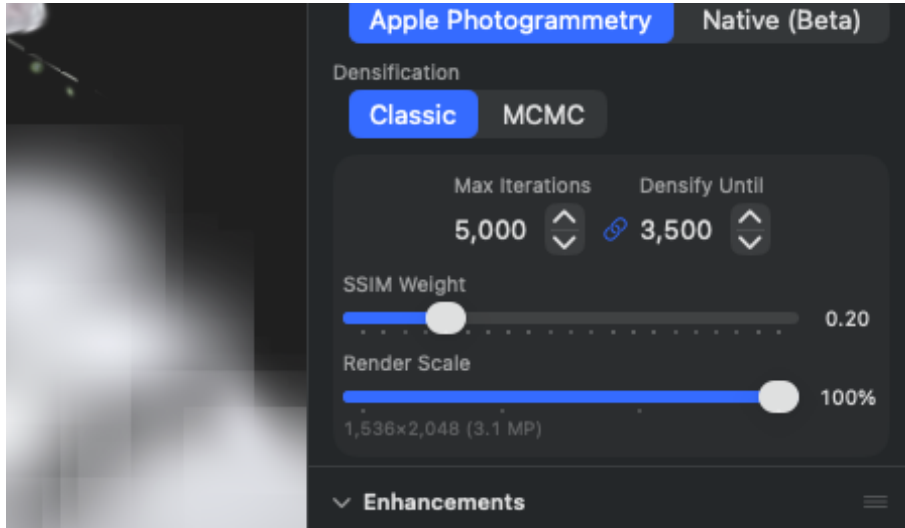 Apple Photogrammetry Native (Beta)
Densification
Classic MCMC
Max Iterations Densify Until
5,000 3,500
SSIM Weight
0.20
Render Scale
100%
1,536×2,048 (3.1 MP)
Enhancements